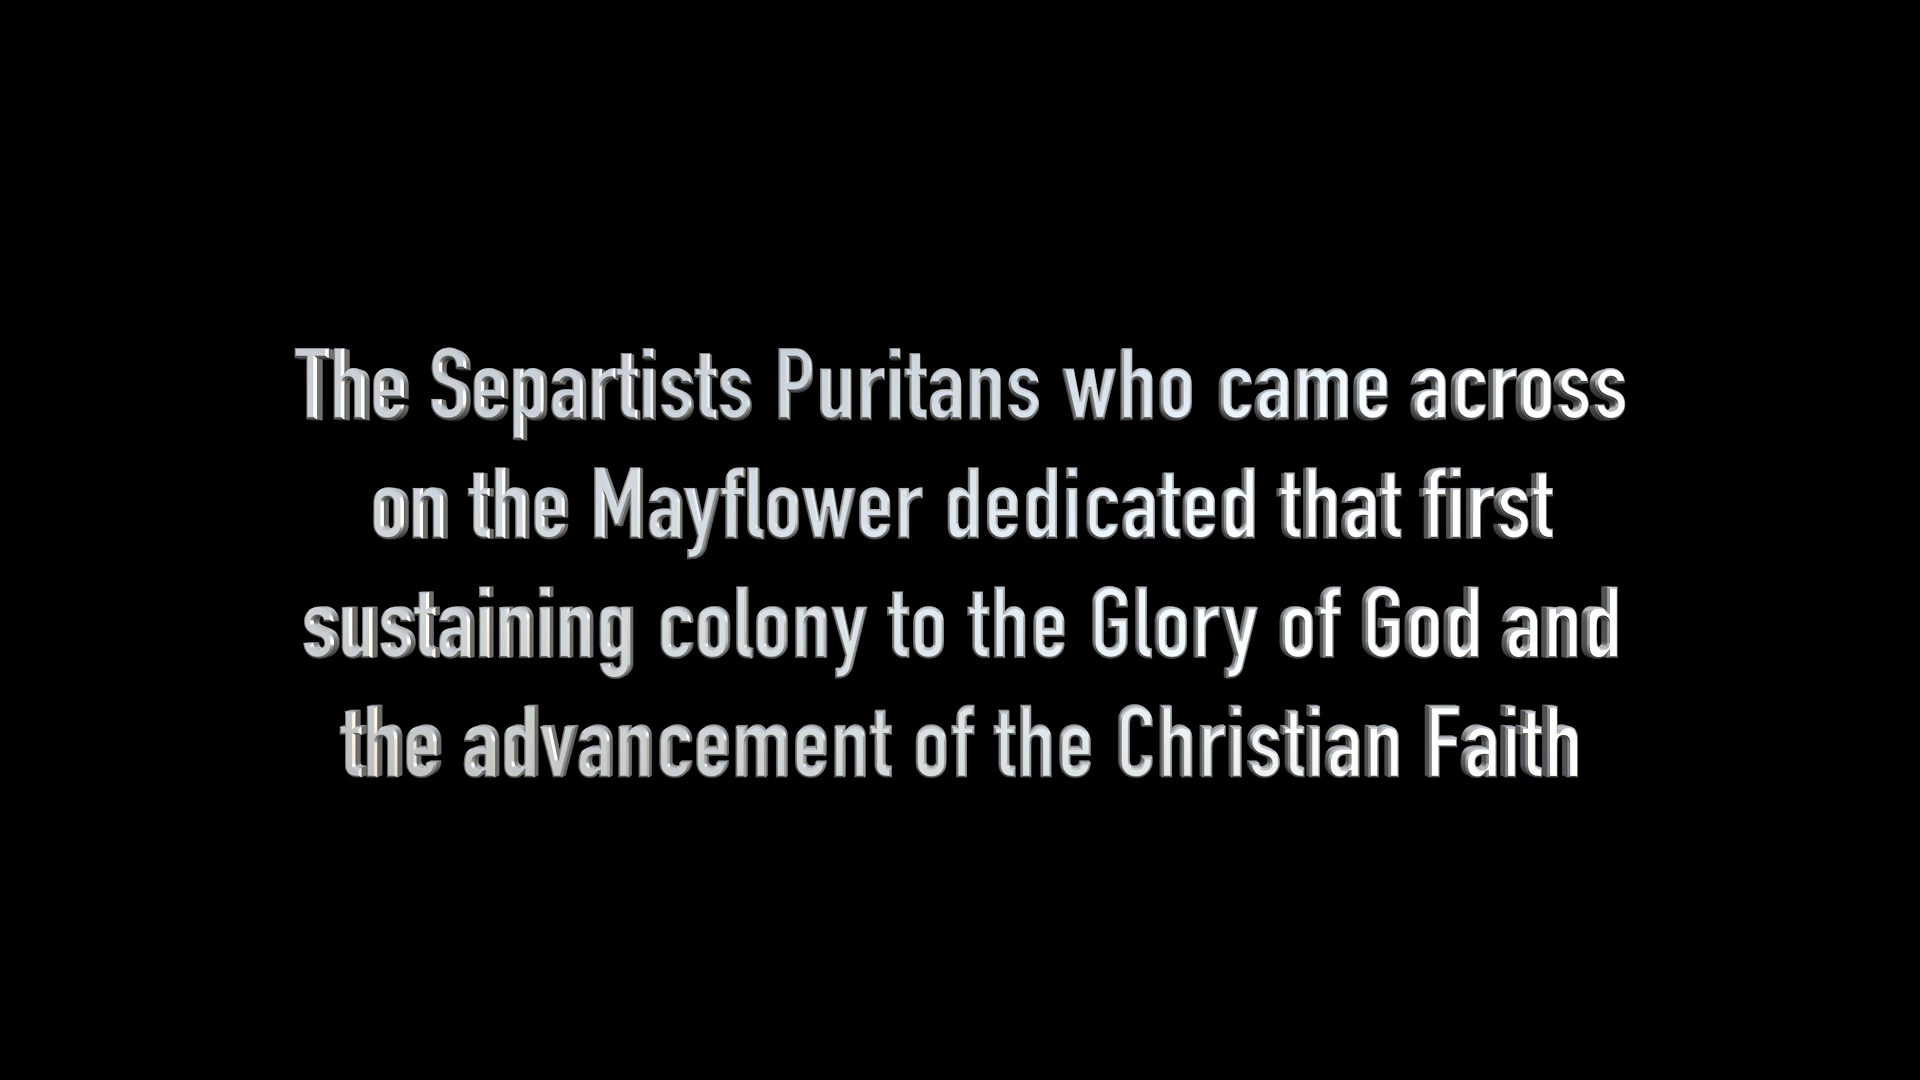 The Separtists Puritans who came across
on the Mayflower dedicated that first
sustaining colony to the Glory of God and
the advancement of the Christian Faith